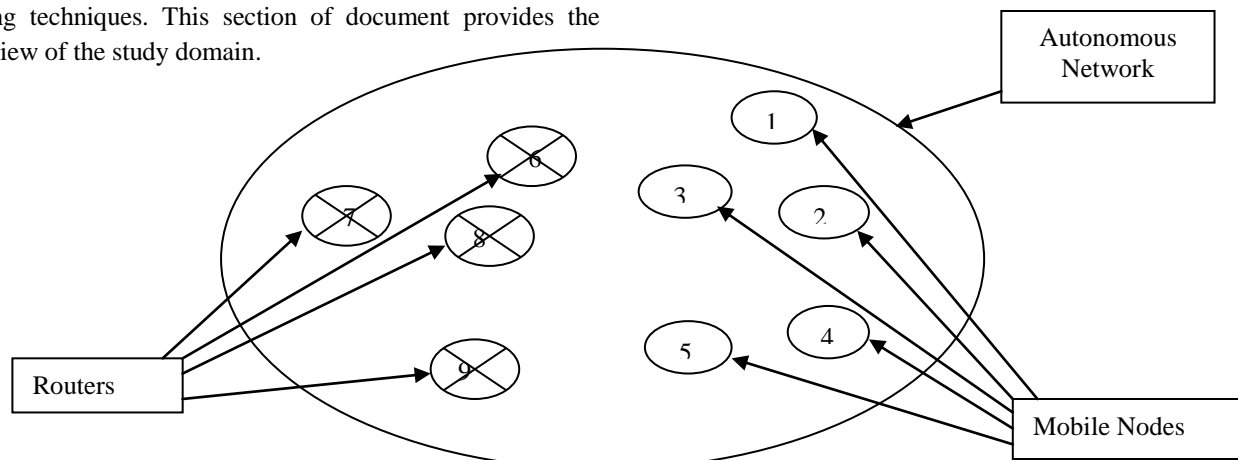 ng techniques. This section of document provides the
view of the study domain.
Autonomous
Network
1
6
3
2
7
8
4
5
9
Routers
Mobile Nodes